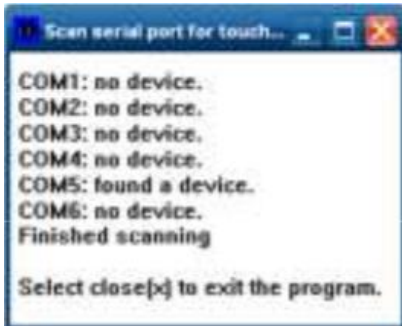 Scan serial port for touch...
COM1: no device.
COM2: no device.
COM3: no device.
COM4: no device.
COM5: found a device.
COM6: no device.
Finished scanning
Select close[x] to exit the program.